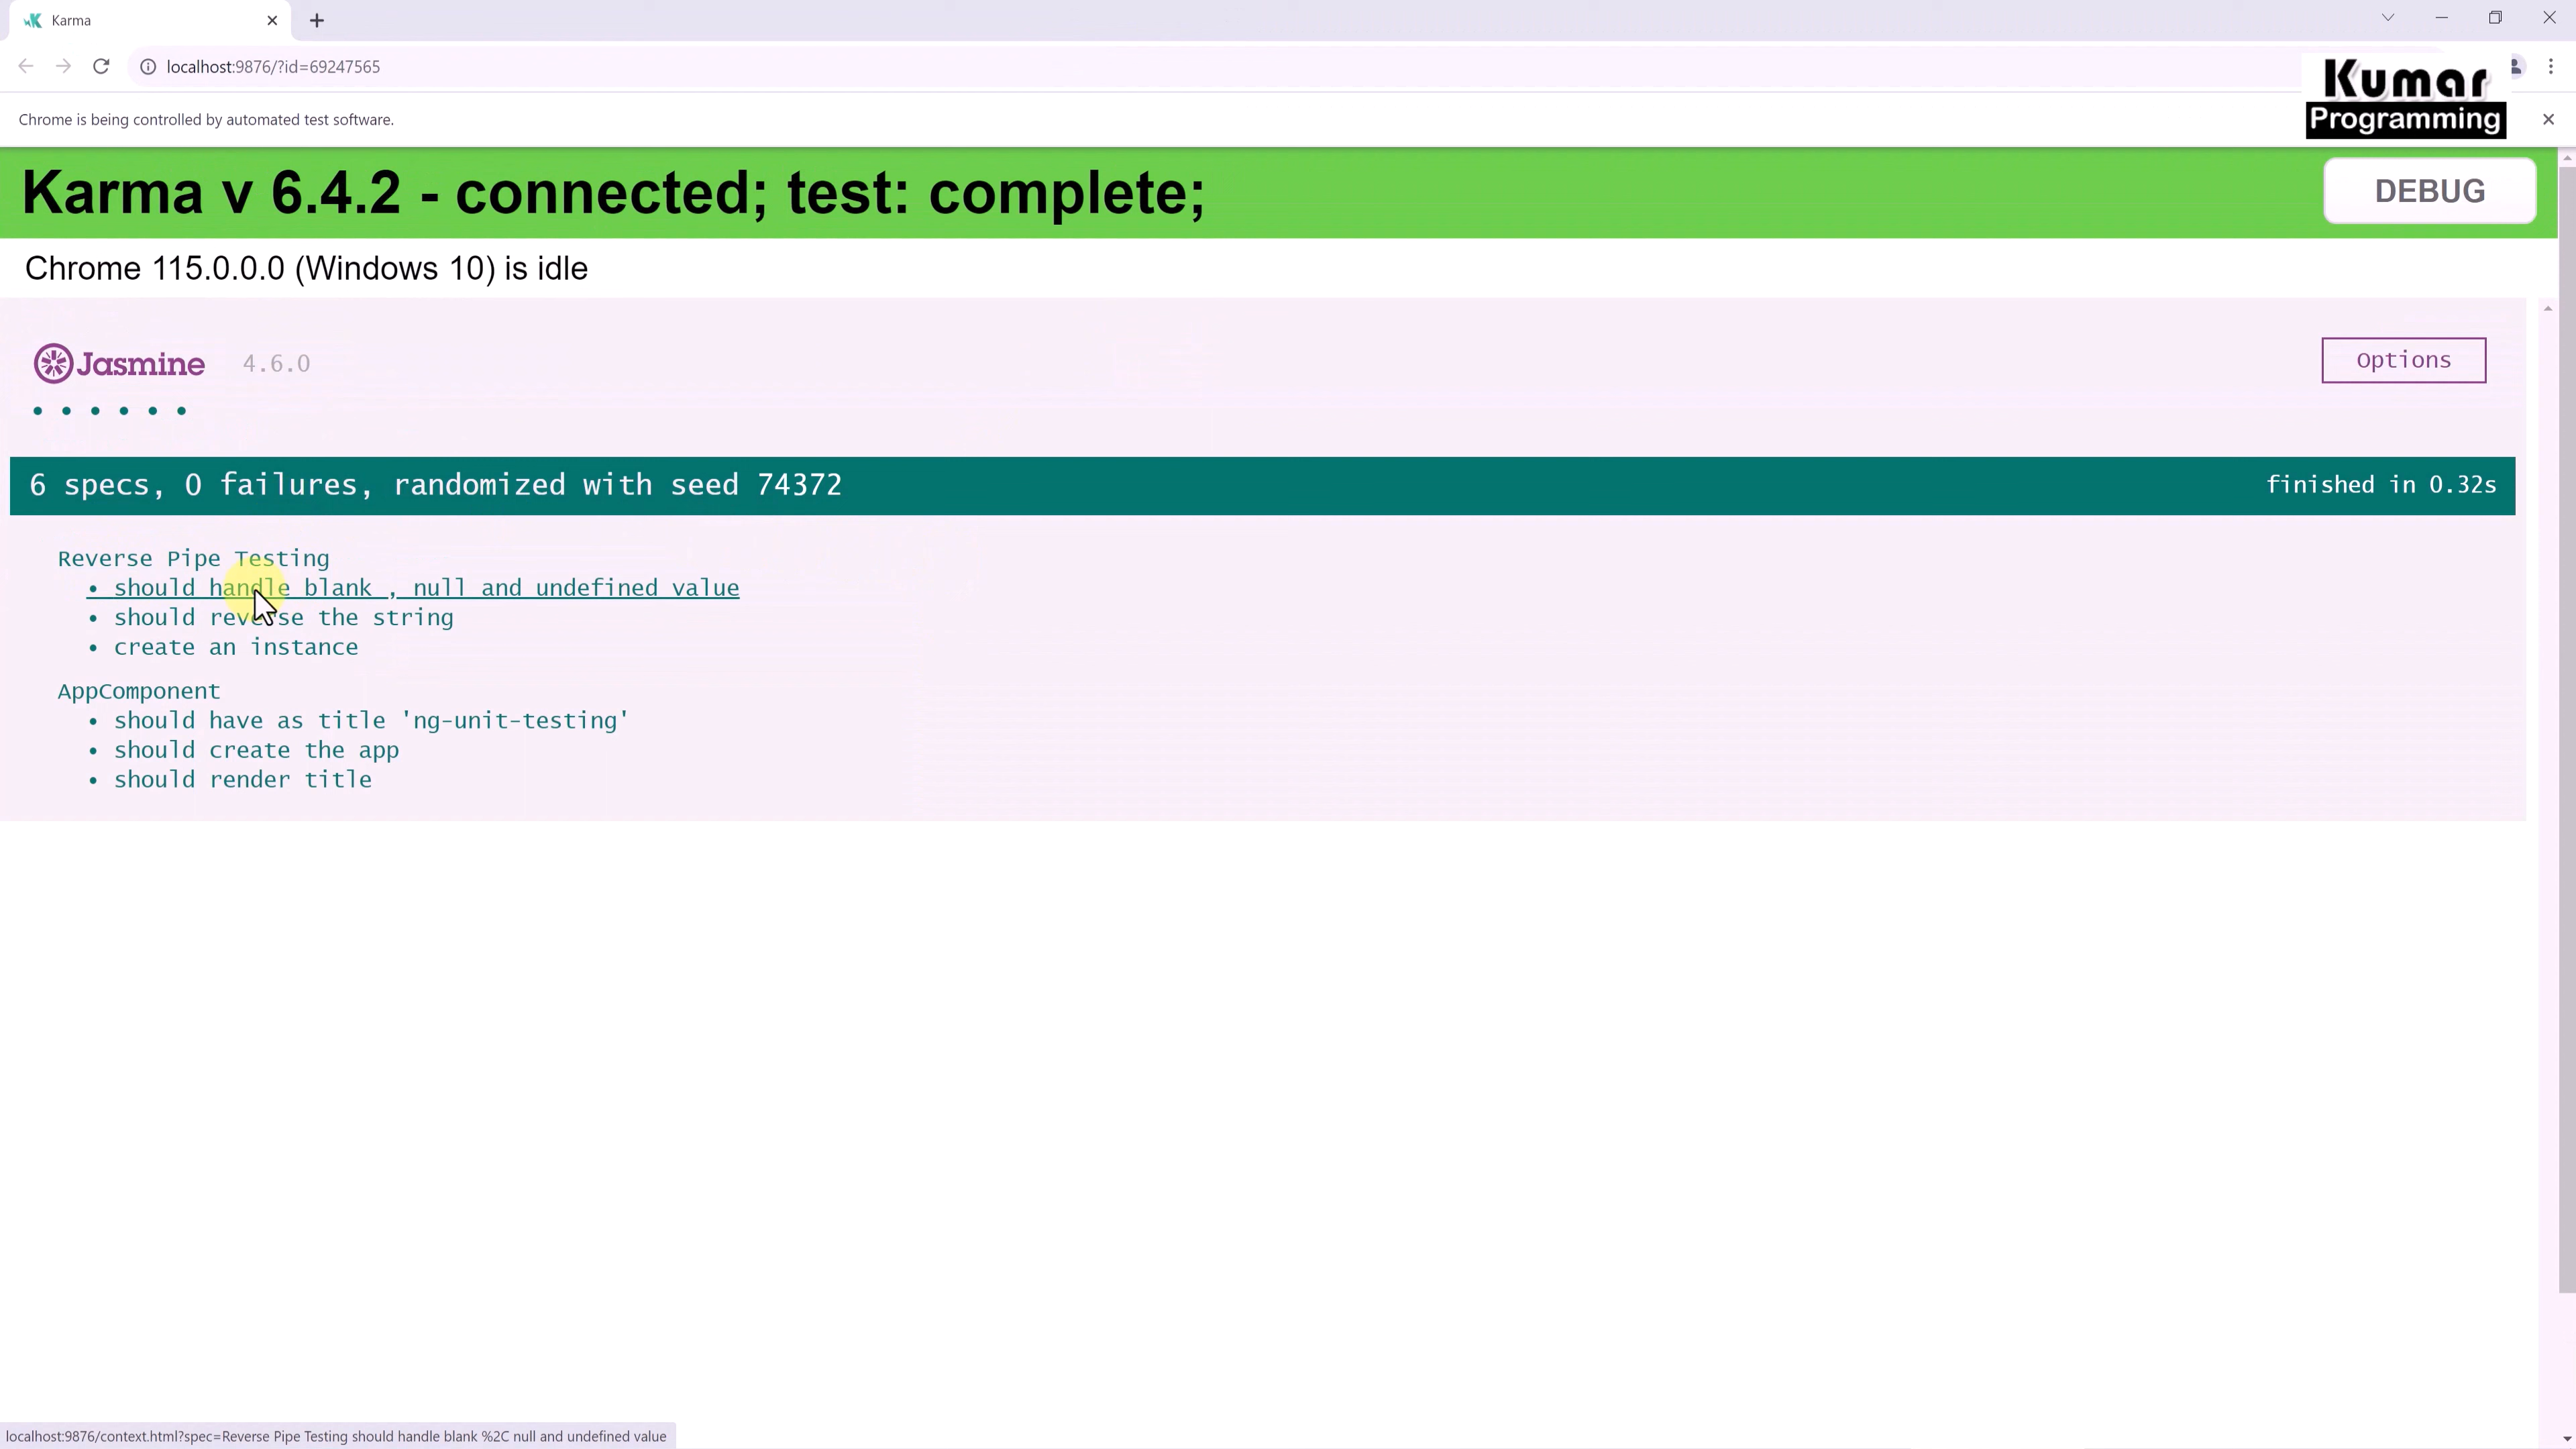 Karma
localhost:9876/?id=69247565
Kumar
Programming
Chrome is being controlled by automated test software.
Karma v 6.4.2 - connected; test: complete;
DEBUG
Chrome 115.0.0.0 (Windows 10) is idle
Jasmine 4.6.0
Options
• • • • • •
6 specs, 0 failures, randomized with seed 74372
finished in 0.32s
Reverse Pipe Testing
• should handle blank , null and undefined value
• should reverse the string
• create an instance
AppComponent
• should have as title 'ng-unit-testing'
• should create the app
• should render title
localhost:9876/context.html?spec=Reverse Pipe Testing should handle blank %2C null and undefined value